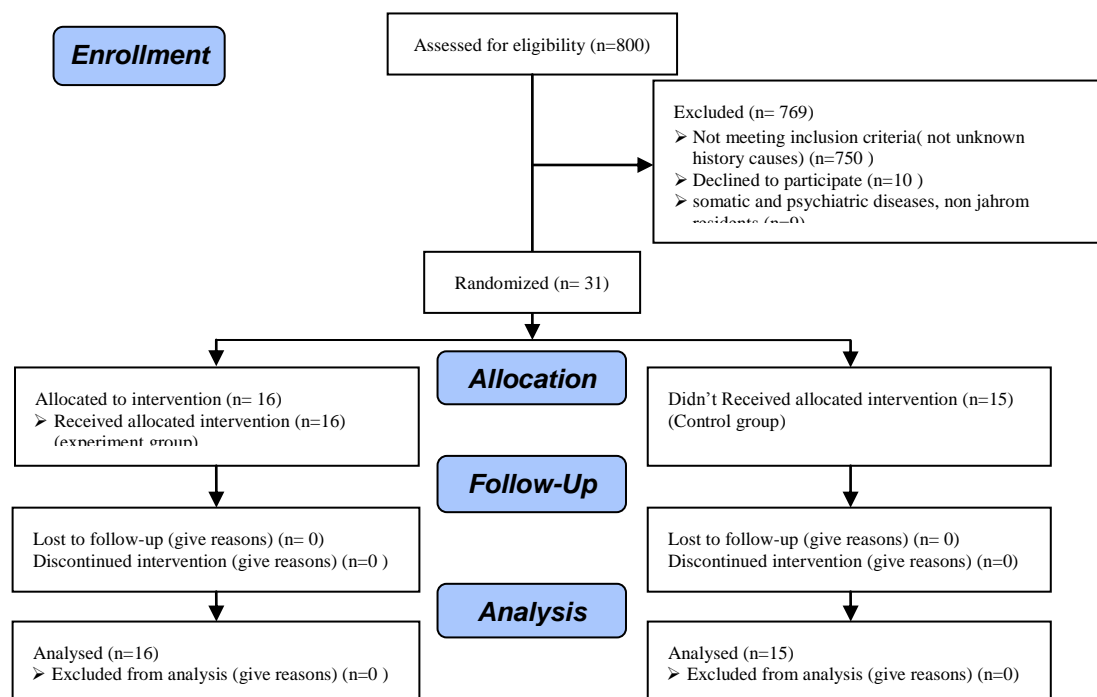 Enrollment
Assessed for eligibility (n=800)
Excluded (n= 769)
➢ Not meeting inclusion criteria( not unknown
history causes) (n=750 )
➢ Declined to participate (n=10 )
➢ somatic and psychiatric diseases, non jahrom
residents (n=9)
Randomized (n= 31)
Allocation
Allocated to intervention (n= 16)
➢ Received allocated intervention (n=16)
(experiment group)
Didn’t Received allocated intervention (n=15)
(Control group)
Follow-Up
Lost to follow-up (give reasons) (n= 0)
Discontinued intervention (give reasons) (n=0 )
Lost to follow-up (give reasons) (n= 0)
Discontinued intervention (give reasons) (n=0)
Analysis
Analysed (n=16)
➢ Excluded from analysis (give reasons) (n=0 )
Analysed (n=15)
➢ Excluded from analysis (give reasons) (n=0)